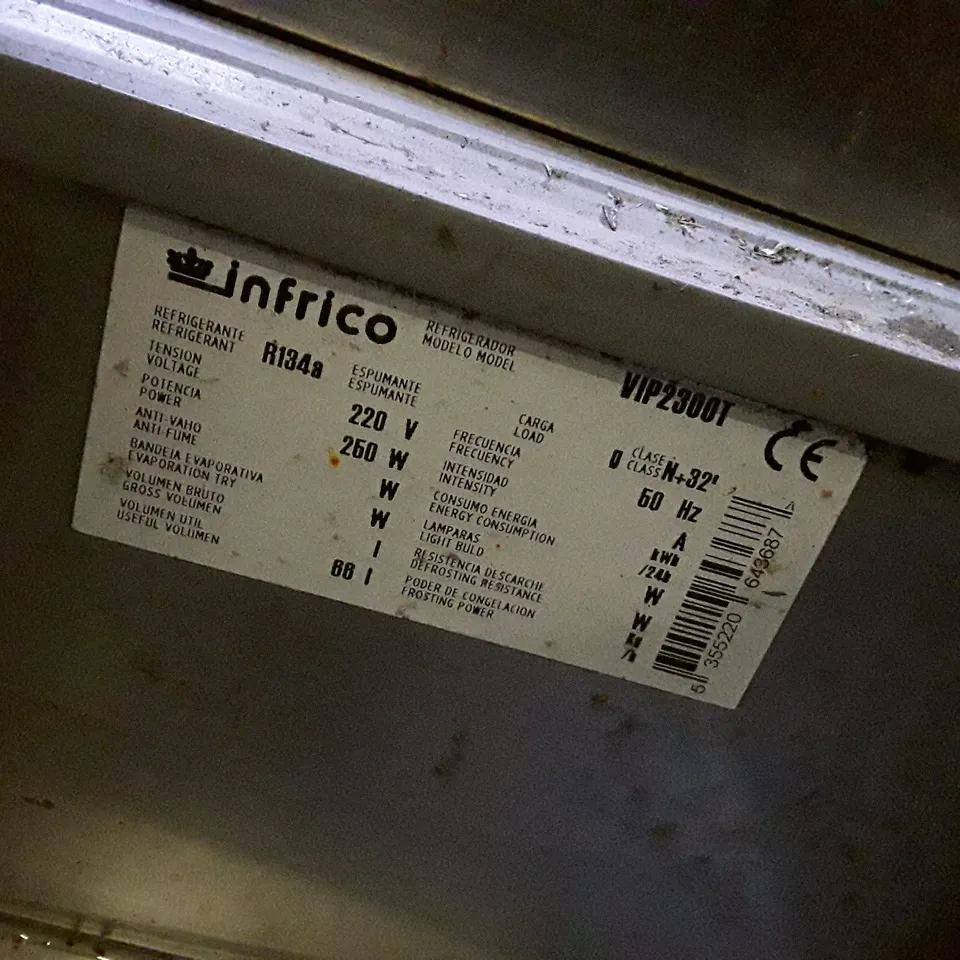 infrico
REFRIGERADOR
MODELO MODEL
VIP2300T
REFRIGERANTE
REFRIGERANT
R134a
ESPUMANTE
ESPUMANTE
CARGA
LOAD
CLASE
CLASS
N+32º
TENSION
VOLTAGE
220 V
FRECUENCIA
FRECUENCY
50 Hz
POTENCIA
POWER
260 W
INTENSIDAD
INTENSITY
A
ANTI-VAHO
ANTI-FUME
W
CONSUMO ENERGIA
ENERGY CONSUMPTION
kWh
/24h
BANDEJA EVAPORATIVA
EVAPORATION TRY
W
LAMPARAS
LIGHT BULD
W
VOLUMEN BRUTO
GROSS VOLUMEN
l
RESISTENCIA DESCARCHE
DEFROSTING RESISTANCE
W
VOLUMEN UTIL
USEFUL VOLUMEN
l
PODER DE CONGELACION
FROSTING POWER
Kg
/h
CE
5 355220 643687
A